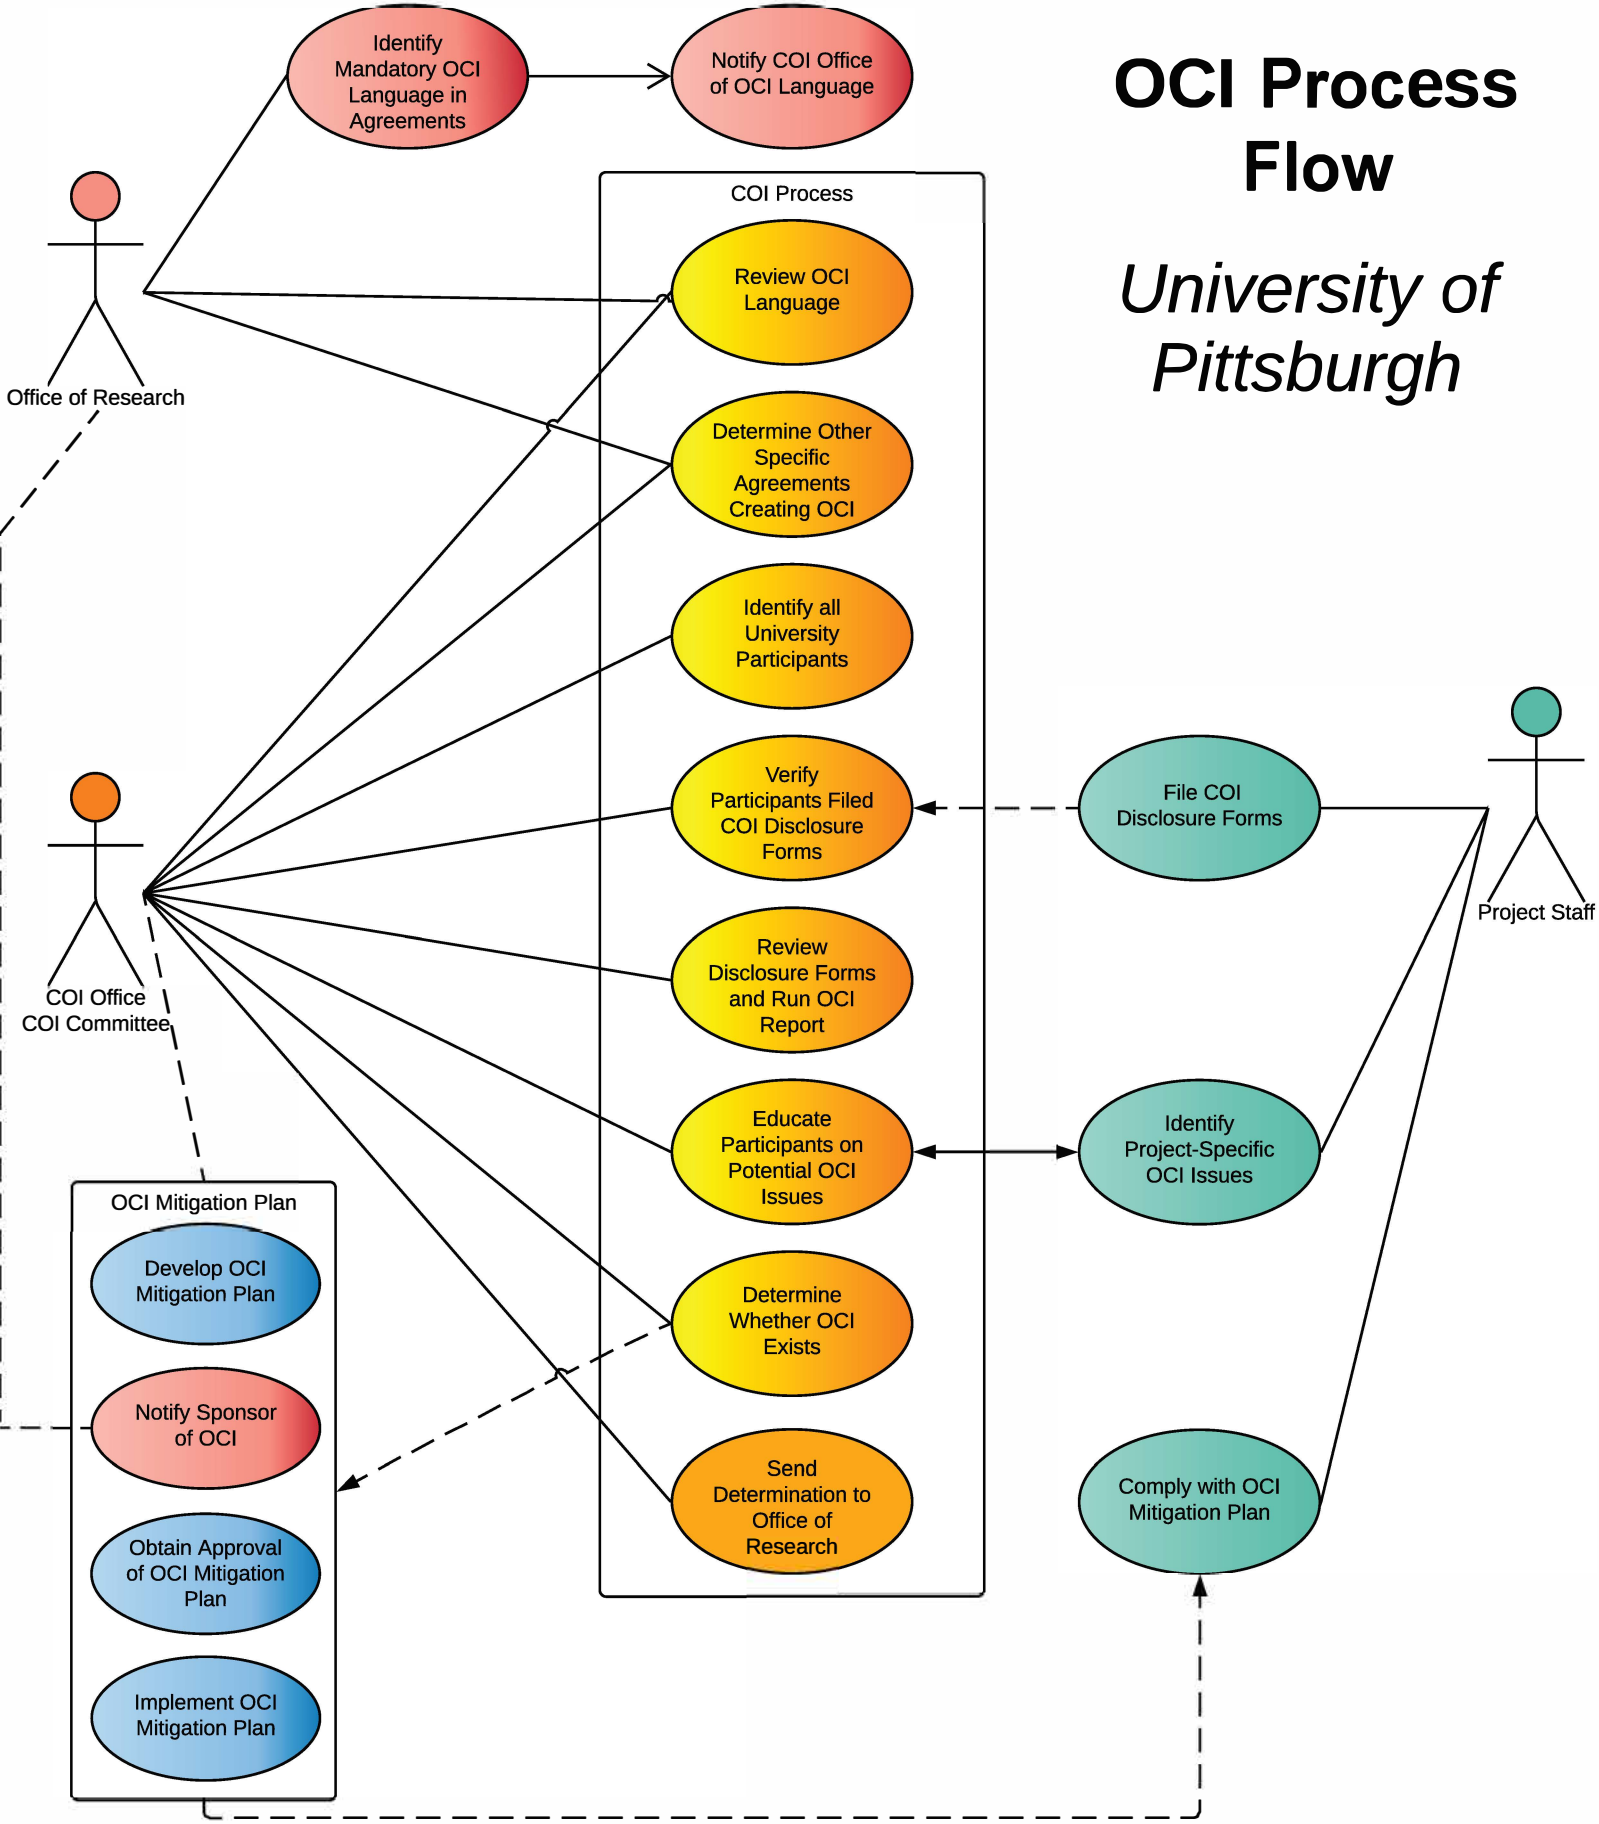 OCI Process
Flow
University of
Pittsburgh
Identify
Mandatory OCI
Language in
Agreements
Notify COI Office
of OCI Language
Office of Research
COI Process
Review OCI
Language
Determine Other
Specific
Agreements
Creating OCI
Identify all
University
Participants
Verify
Participants Filed
COI Disclosure
Forms
Review
Disclosure Forms
and Run OCI
Report
Educate
Participants on
Potential OCI
Issues
Determine
Whether OCI
Exists
Send
Determination to
Office of
Research
File COI
Disclosure Forms
Project Staff
Identify
Project-Specific
OCI Issues
Comply with OCI
Mitigation Plan
COI Office
COI Committee
OCI Mitigation Plan
Develop OCI
Mitigation Plan
Notify Sponsor
of OCI
Obtain Approval
of OCI Mitigation
Plan
Implement OCI
Mitigation Plan